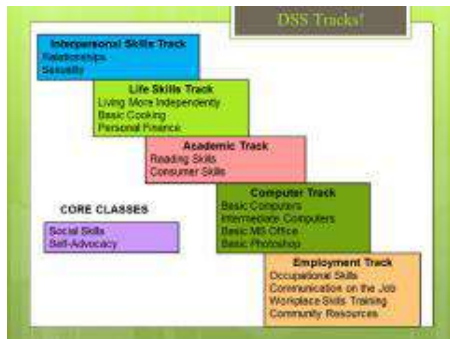 DSS Tracks!
Interpersonal Skills Track
Relationships
Sexuality
Life Skills Track
Living More Independently
Basic Cooking
Personal Finance
Academic Track
Reading Skills
Consumer Skills
Computer Track
Basic Computers
Intermediate Computers
Basic MS Office
Basic Photoshop
CORE CLASSES
Social Skills
Self-Advocacy
Employment Track
Occupational Skills
Communication on the Job
Workplace Skills Training
Community Resources